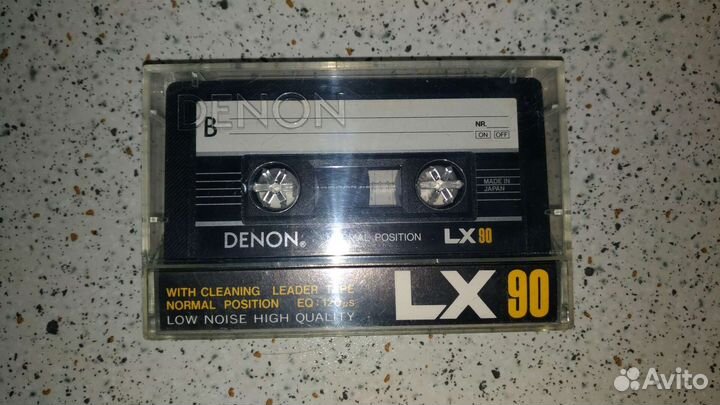 DENON
B
NR.
ON OFF
MADE IN
JAPAN
DENON® NORMAL POSITION LX 90
WITH CLEANING LEADER TAPE
NORMAL POSITION EQ: 120µs
LOW NOISE HIGH QUALITY
LX 90
Avito